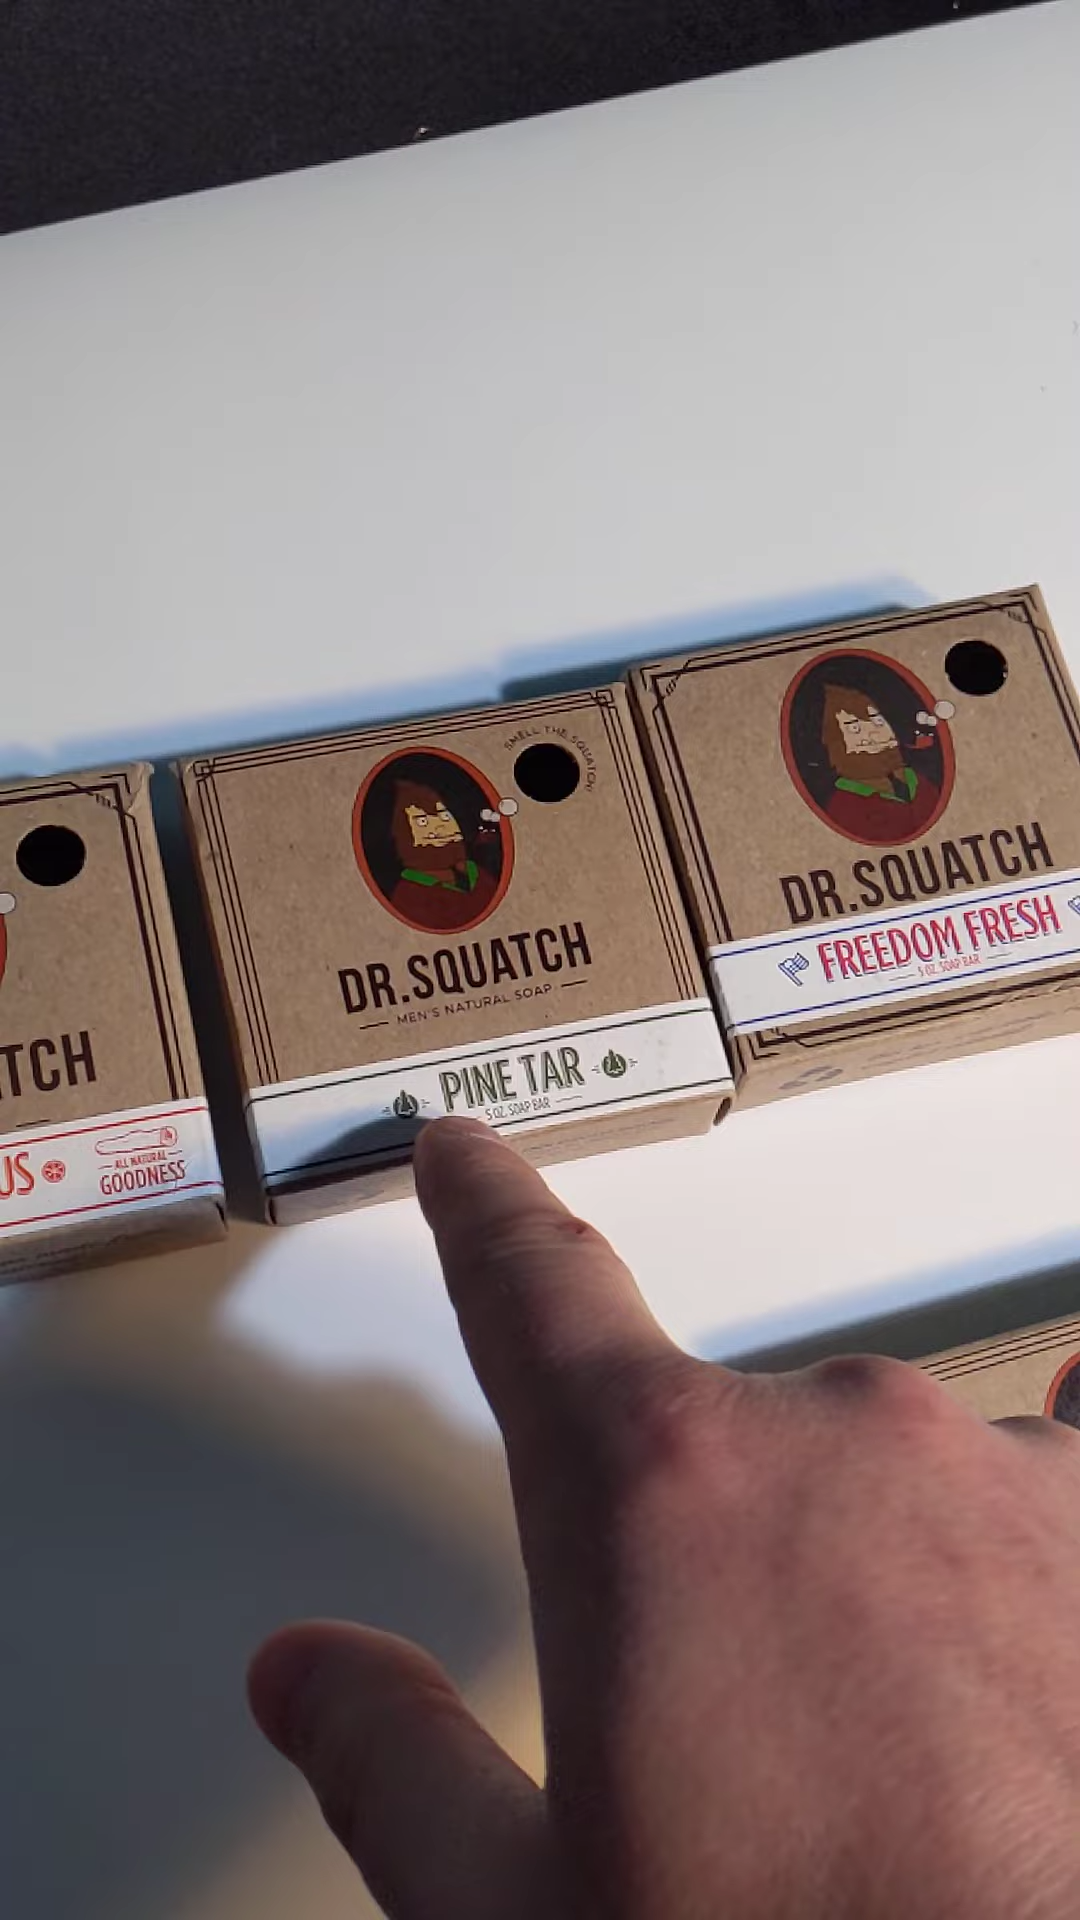 TCH
US
ALL NATURAL
GOODNESS
SMELL THE SQUATCH!
DR.SQUATCH
MEN'S NATURAL SOAP
PINE TAR
5 OZ. SOAP BAR
DR.SQUATCH
FREEDOM FRESH
5 OZ. SOAP BAR